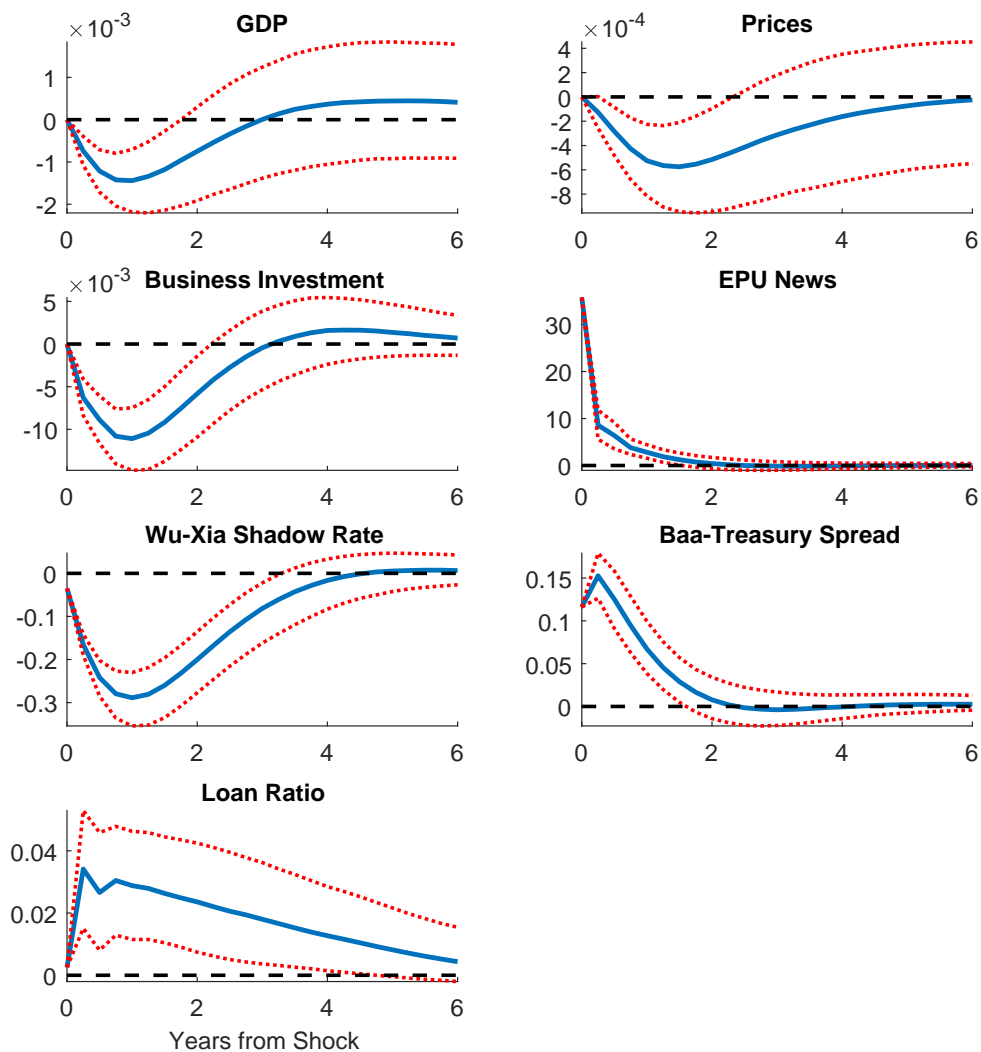 GDP
×10-3
1
0
-1
-2
0 2 4 6
Prices
×10-4
4
2
0
-2
-4
-6
-8
0 2 4 6
Business Investment
×10-3
5
0
-5
-10
0 2 4 6
EPU News
30
20
10
0
0 2 4 6
Wu-Xia Shadow Rate
0
-0.1
-0.2
-0.3
0 2 4 6
Baa-Treasury Spread
0.15
0.1
0.05
0
0 2 4 6
Loan Ratio
0.04
0.02
0
0 2 4 6
Years from Shock